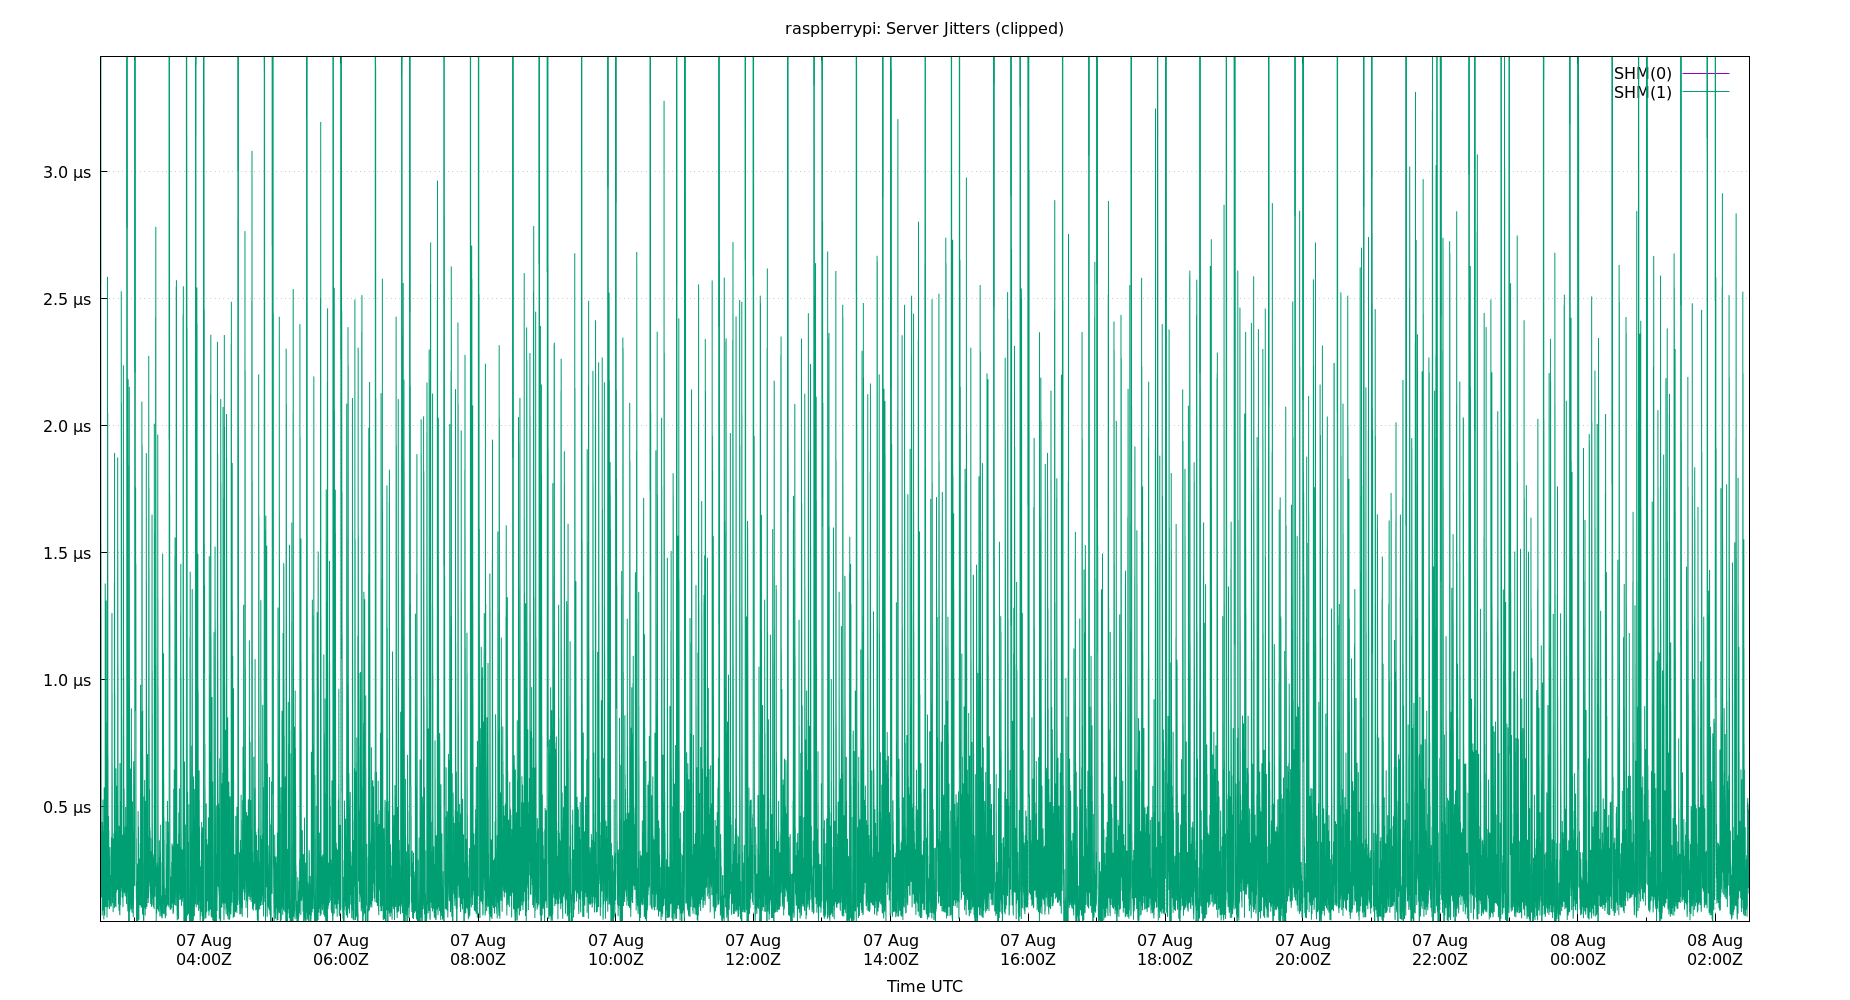 raspberrypi: Server Jitters (clipped)
SHM(0)
SHM(1)
3.0 μs
2.5 μs
2.0 μs
1.5 μs
1.0 μs
0.5 μs
07 Aug 07 Aug 07 Aug 07 Aug 07 Aug 07 Aug 07 Aug 07 Aug 07 Aug 07 Aug 08 Aug 08 Aug
04:00Z 06:00Z 08:00Z 10:00Z 12:00Z 14:00Z 16:00Z 18:00Z 20:00Z 22:00Z 00:00Z 02:00Z
Time UTC